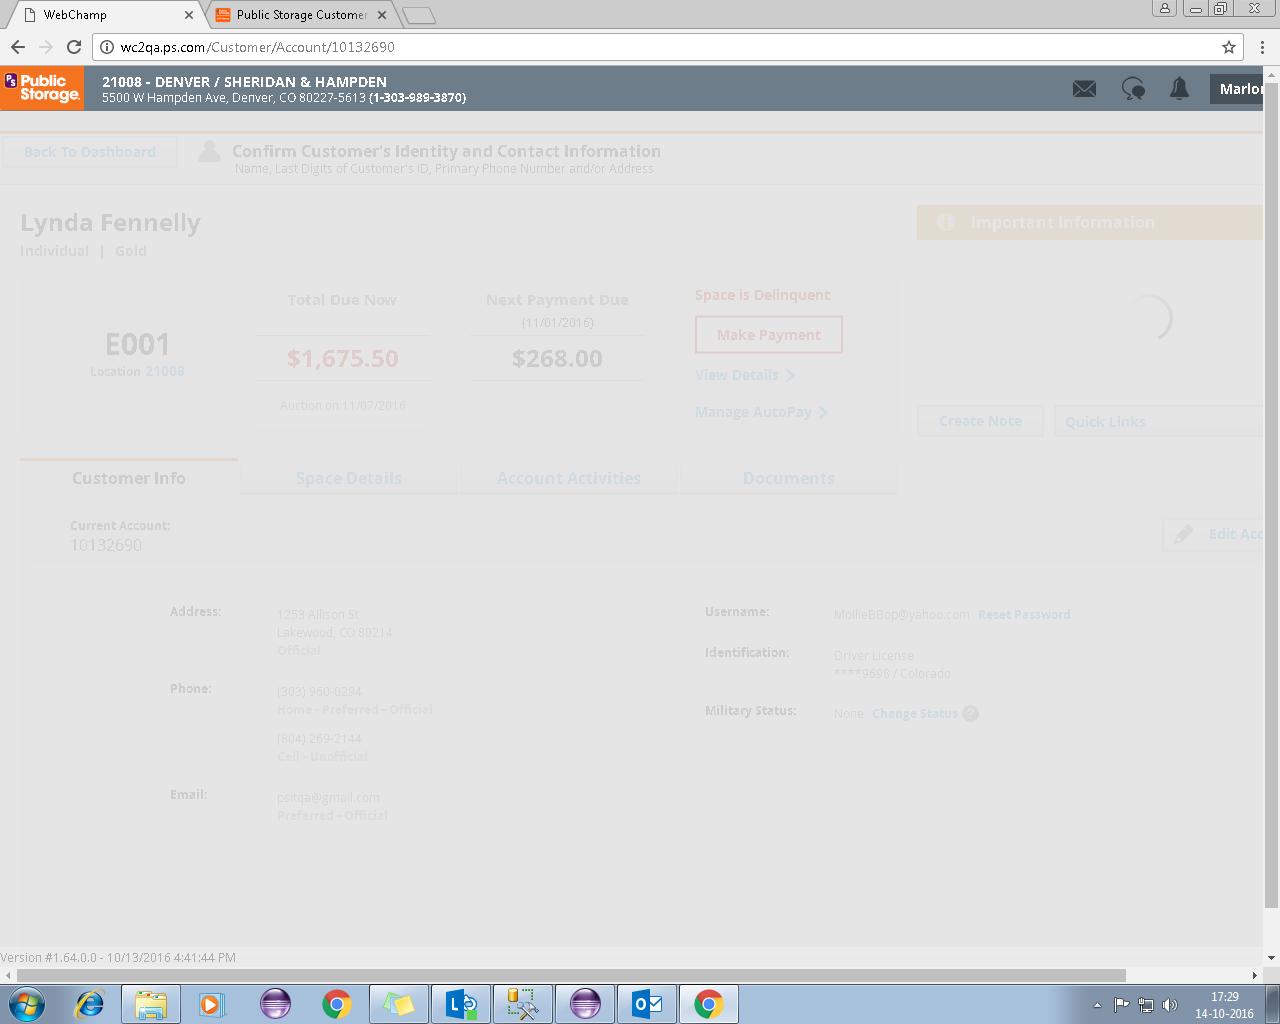 WebChamp
Public Storage Customer
wc2qa.ps.com/Customer/Account/10132690
PS Public Storage.
21008 - DENVER / SHERIDAN & HAMPDEN
5500 W Hampden Ave, Denver, CO 80227-5613 (1-303-989-3870)
Marlo
Back To Dashboard
Confirm Customer's Identity and Contact Information
Name, Last Digits of Customer's ID, Primary Phone Number and/or Address
Lynda Fennelly
Individual | Gold
Important Information
E001
Location 21008
Total Due Now
$1,675.50
Auction on 11/07/2016
Next Payment Due
(11/01/2016)
$268.00
Space is Delinquent
Make Payment
View Details
Manage AutoPay
Create Note
Quick Links
Customer Info
Space Details
Account Activities
Documents
Current Account:
10132690
Edit Acc
Address:
1253 Allison St
Lakewood, CO 80214
Official
Phone:
(303) 960-0294
Home - Preferred - Official
(804) 269-2144
Cell - Unofficial
Email:
psitqa@gmail.com
Preferred - Official
Username:
MollieBBop@yahoo.com Reset Password
Identification:
Driver License
****9696 / Colorado
Military Status:
None Change Status ?
Version #1.64.0.0 - 10/13/2016 4:41:44 PM
17:29
14-10-2016